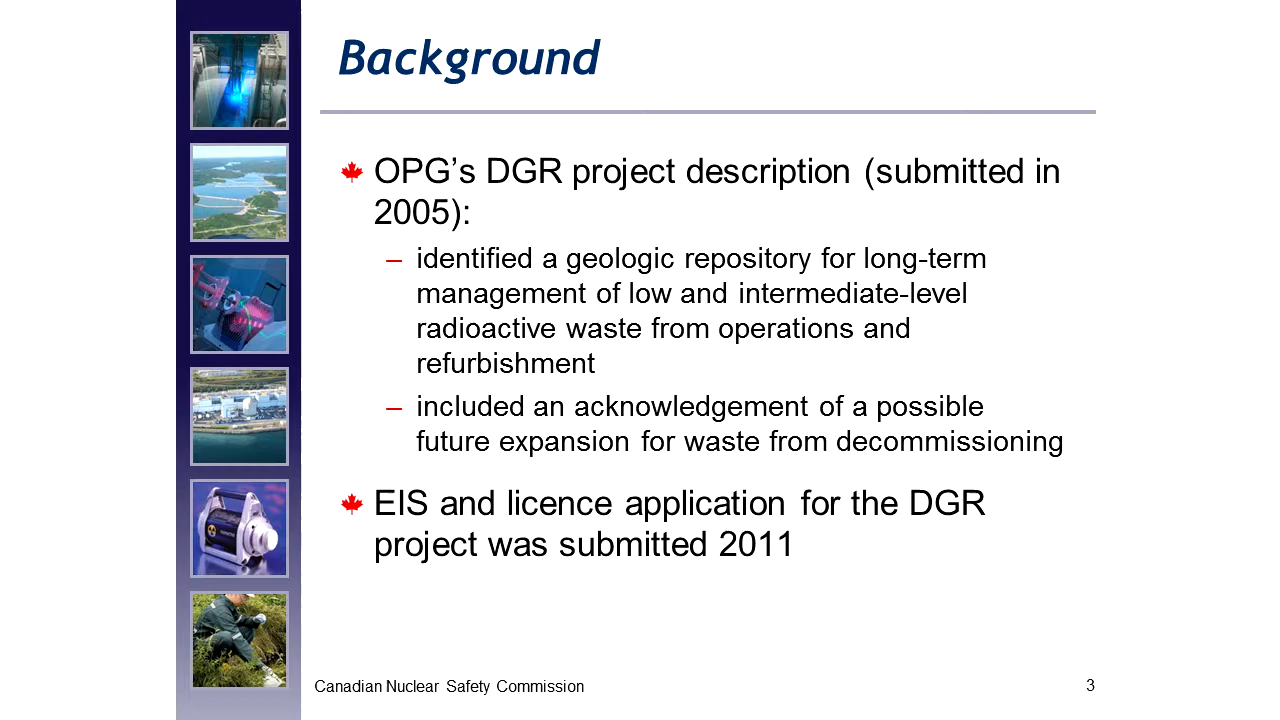 Background
OPG’s DGR project description (submitted in
2005):
– identified a geologic repository for long-term
management of low and intermediate-level
radioactive waste from operations and
refurbishment
– included an acknowledgement of a possible
future expansion for waste from decommissioning
EIS and licence application for the DGR
project was submitted 2011
Canadian Nuclear Safety Commission
3